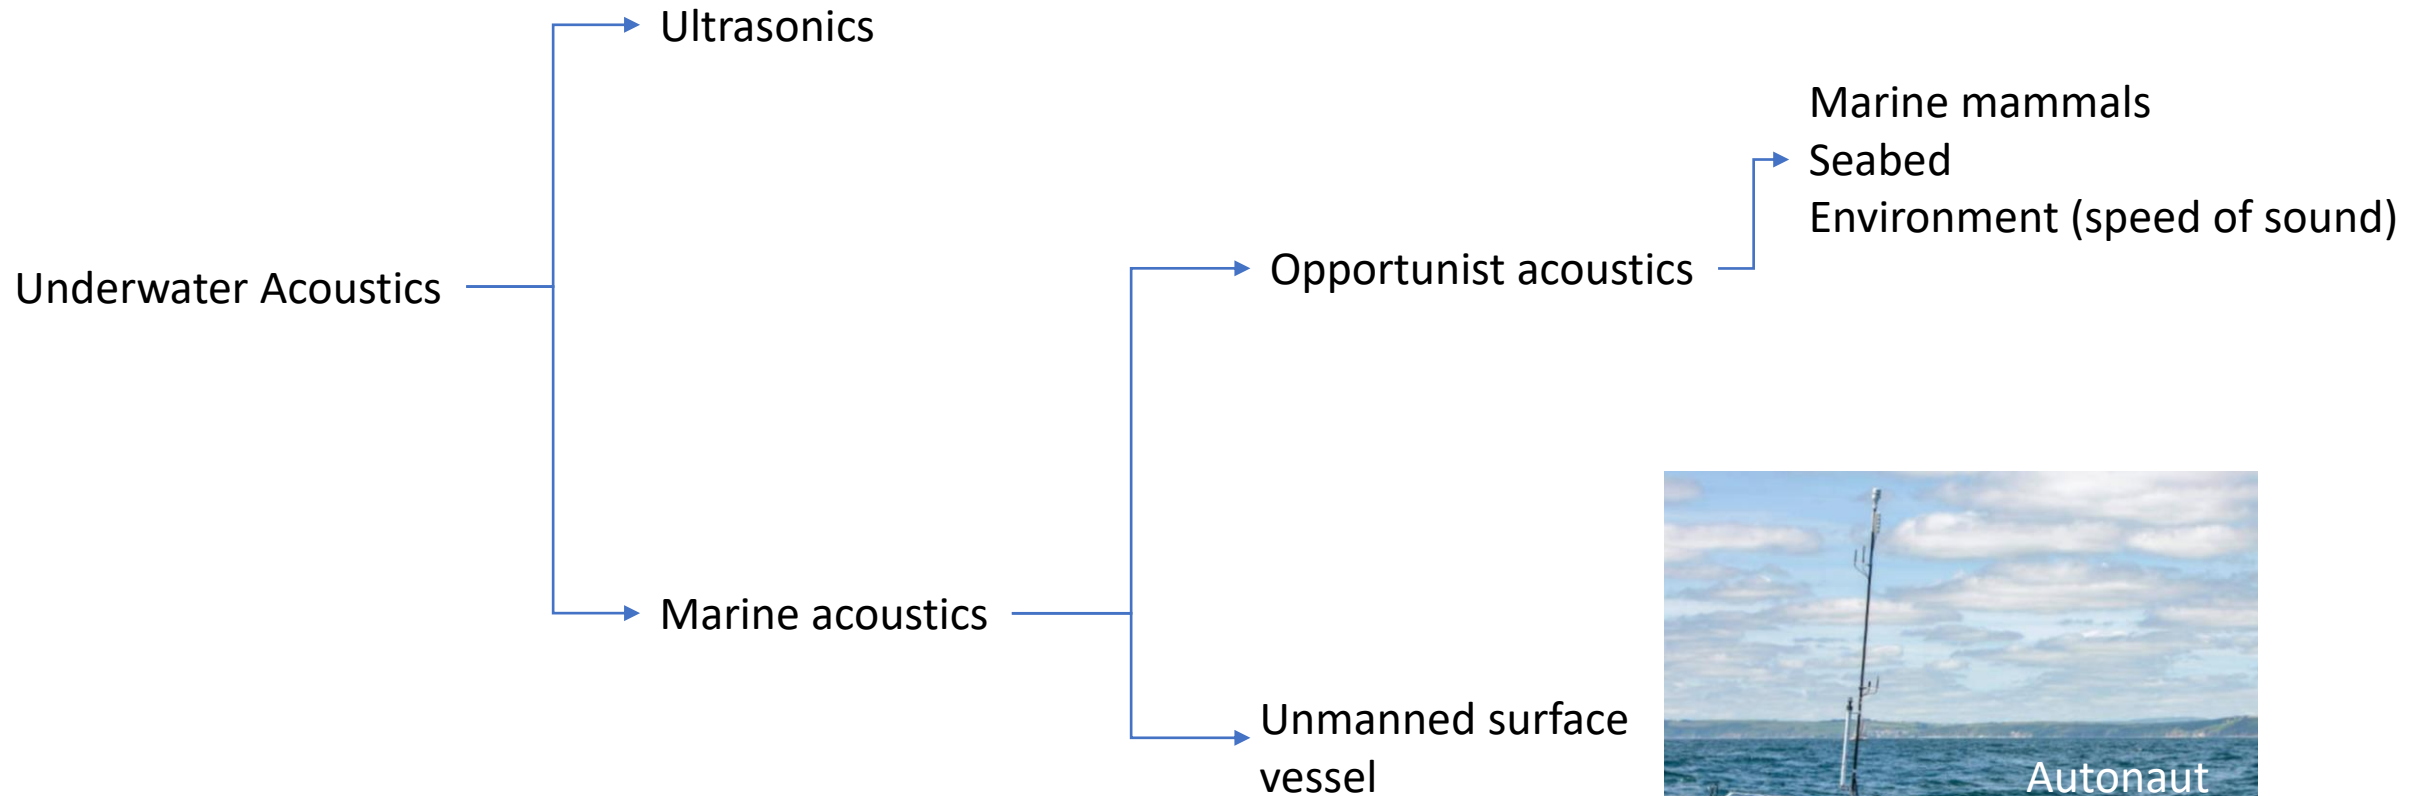 Ultrasonics
Marine mammals
Seabed
Environment (speed of sound)
Opportunist acoustics
Underwater Acoustics
Marine acoustics
Unmanned surface
vessel
Autonaut